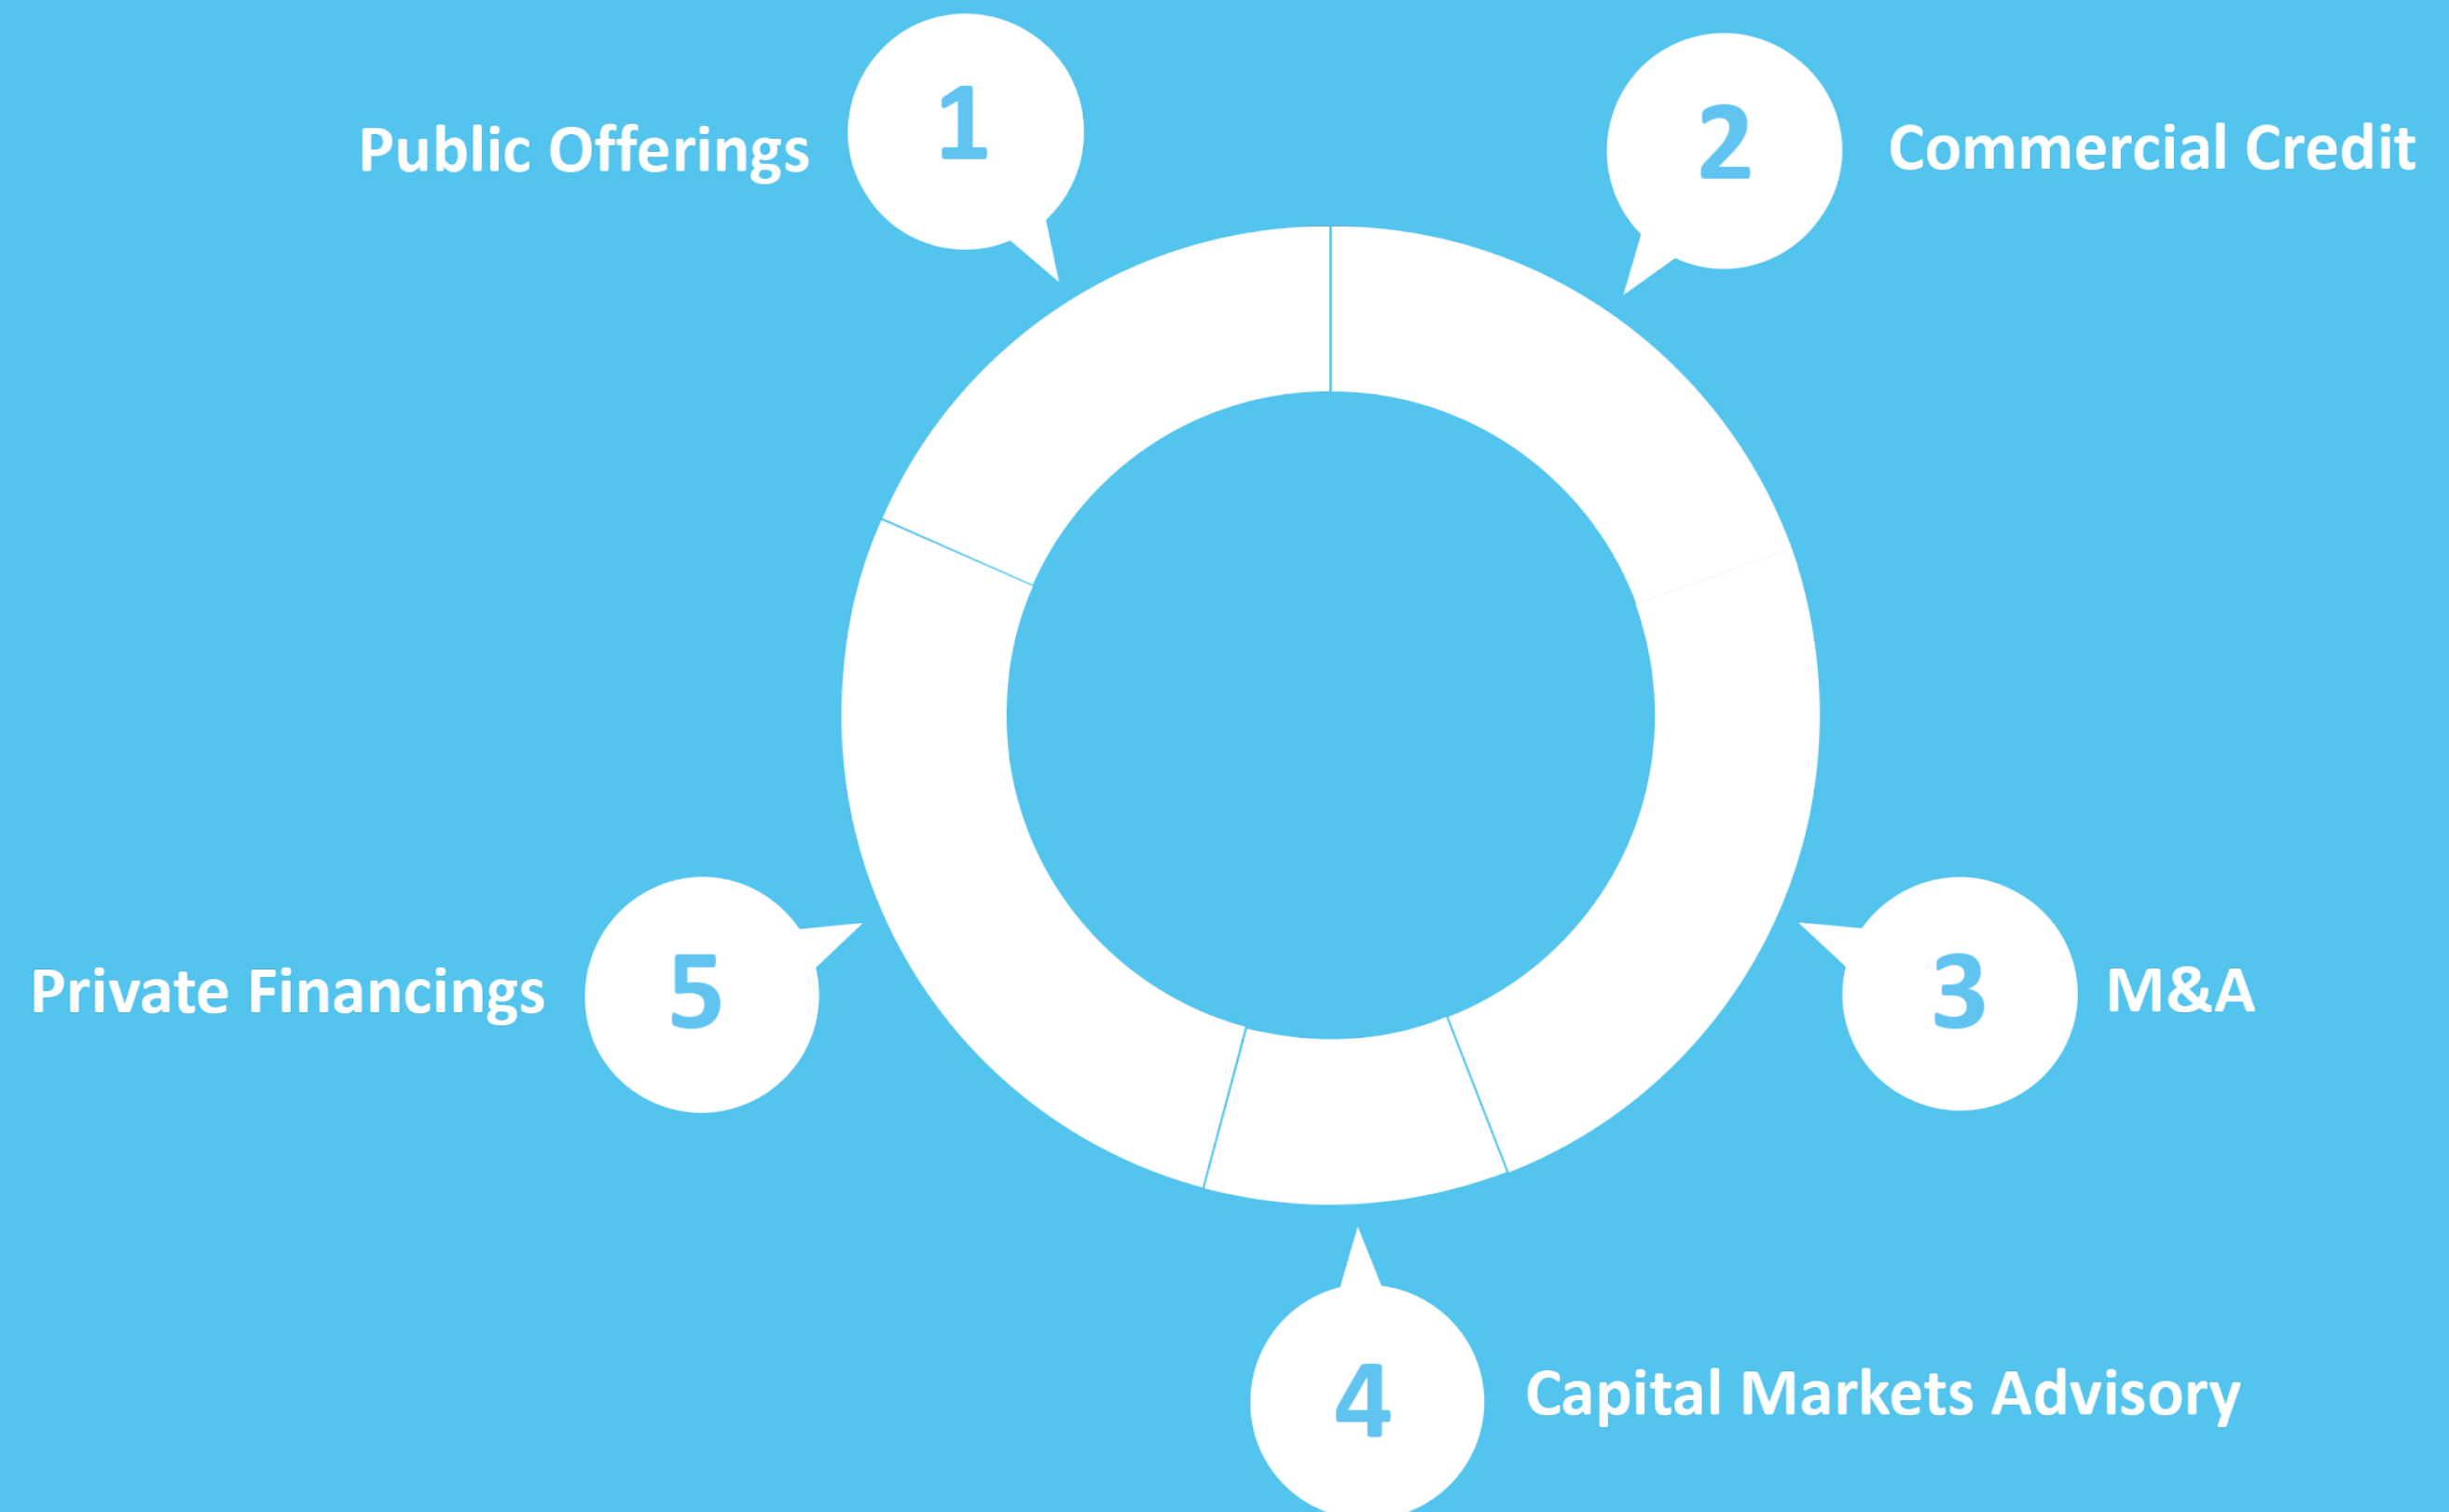 1
Public Offerings
2
Commercial Credit
3
M&A
4
Capital Markets Advisory
5
Private Financings